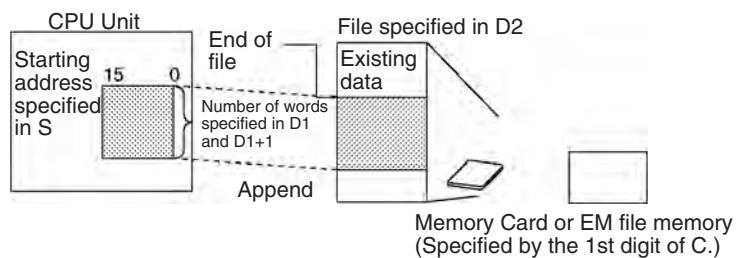 CPU Unit
Starting
address
specified
in S
15 0
End of
file
Number of words
specified in D1
and D1+1
Append
File specified in D2
Existing
data
Memory Card or EM file memory
(Specified by the 1st digit of C.)